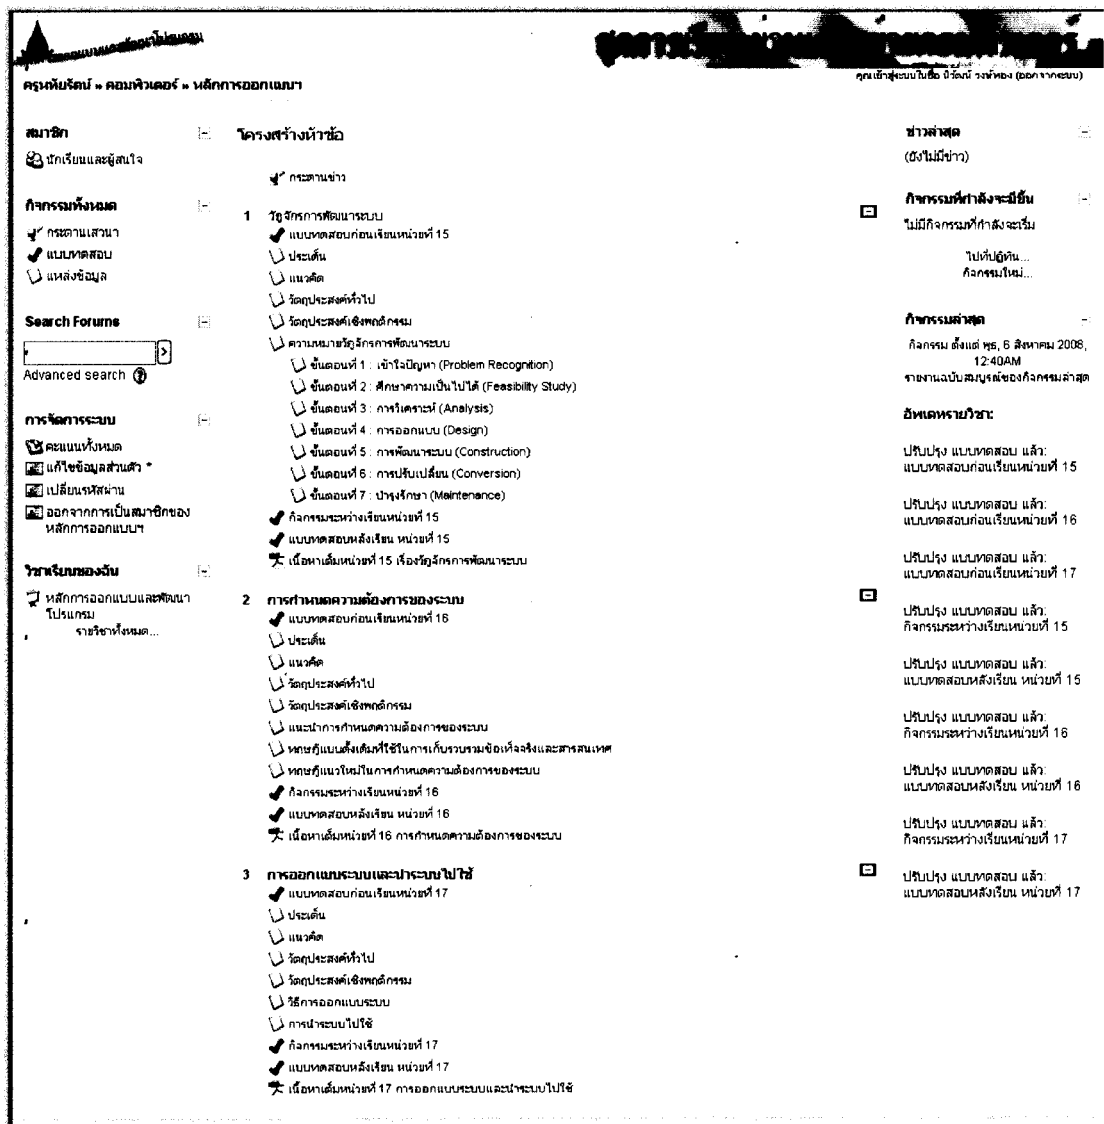 ครูหทัยรัตน์ » คอมพิวเตอร์ » หลักการออกแบบฯ
คุณเข้าสู่ระบบในชื่อ นิวัฒน์ วงษ์ทอง (ออกจากระบบ)
สมาชิก
นักเรียนและผู้สนใจ
กิจกรรมทั้งหมด
กระดานเสวนา
แบบทดสอบ
แหล่งข้อมูล
Search Forums
Advanced search
การจัดการระบบ
คะแนนทั้งหมด
แก้ไขข้อมูลส่วนตัว *
เปลี่ยนรหัสผ่าน
ออกจากการเป็นสมาชิกของ
หลักการออกแบบฯ
วิชาเรียนของฉัน
หลักการออกแบบและพัฒนา
โปรแกรม
รายวิชาทั้งหมด...
โครงสร้างหัวข้อ
กระดานข่าว
1 วัฏจักรการพัฒนาระบบ
แบบทดสอบก่อนเรียนหน่วยที่ 15
ประเด็น
แนวคิด
วัตถุประสงค์ทั่วไป
วัตถุประสงค์เชิงพฤติกรรม
ความหมายวัฏจักรการพัฒนาระบบ
ขั้นตอนที่ 1 : เข้าใจปัญหา (Problem Recognition)
ขั้นตอนที่ 2 : ศึกษาความเป็นไปได้ (Feasibility Study)
ขั้นตอนที่ 3 : การวิเคราะห์ (Analysis)
ขั้นตอนที่ 4 : การออกแบบ (Design)
ขั้นตอนที่ 5 : การพัฒนาระบบ (Construction)
ขั้นตอนที่ 6 : การปรับเปลี่ยน (Conversion)
ขั้นตอนที่ 7 : บำรุงรักษา (Maintenance)
กิจกรรมระหว่างเรียนหน่วยที่ 15
แบบทดสอบหลังเรียน หน่วยที่ 15
เนื้อหาเต็มหน่วยที่ 15 เรื่องวัฏจักรการพัฒนาระบบ
2 การกำหนดความต้องการของระบบ
แบบทดสอบก่อนเรียนหน่วยที่ 16
ประเด็น
แนวคิด
วัตถุประสงค์ทั่วไป
วัตถุประสงค์เชิงพฤติกรรม
แนะนำการกำหนดความต้องการของระบบ
ทฤษฎีแบบดั้งเดิมที่ใช้ในการเก็บรวบรวมข้อเท็จจริงและสารสนเทศ
ทฤษฎีแนวใหม่ในการกำหนดความต้องการของระบบ
กิจกรรมระหว่างเรียนหน่วยที่ 16
แบบทดสอบหลังเรียน หน่วยที่ 16
เนื้อหาเต็มหน่วยที่ 16 การกำหนดความต้องการของระบบ
3 การออกแบบระบบและนำระบบไปใช้
แบบทดสอบก่อนเรียนหน่วยที่ 17
ประเด็น
แนวคิด
วัตถุประสงค์ทั่วไป
วัตถุประสงค์เชิงพฤติกรรม
วิธีการออกแบบระบบ
การนำระบบไปใช้
กิจกรรมระหว่างเรียนหน่วยที่ 17
แบบทดสอบหลังเรียน หน่วยที่ 17
เนื้อหาเต็มหน่วยที่ 17 การออกแบบระบบและนำระบบไปใช้
ข่าวล่าสุด
(ยังไม่มีข่าว)
กิจกรรมที่กำลังจะมีขึ้น
ไม่มีกิจกรรมที่กำลังจะเริ่ม
ไปที่ปฏิทิน...
กิจกรรมใหม่...
กิจกรรมล่าสุด
กิจกรรม ตั้งแต่ พุธ, 6 สิงหาคม 2008,
12:40AM
รายงานฉบับสมบูรณ์ของกิจกรรมล่าสุด
อัพเดทรายวิชา:
ปรับปรุง แบบทดสอบ แล้ว:
แบบทดสอบก่อนเรียนหน่วยที่ 15
ปรับปรุง แบบทดสอบ แล้ว:
แบบทดสอบก่อนเรียนหน่วยที่ 16
ปรับปรุง แบบทดสอบ แล้ว:
แบบทดสอบก่อนเรียนหน่วยที่ 17
ปรับปรุง แบบทดสอบ แล้ว:
กิจกรรมระหว่างเรียนหน่วยที่ 15
ปรับปรุง แบบทดสอบ แล้ว:
แบบทดสอบหลังเรียน หน่วยที่ 15
ปรับปรุง แบบทดสอบ แล้ว:
กิจกรรมระหว่างเรียนหน่วยที่ 16
ปรับปรุง แบบทดสอบ แล้ว:
แบบทดสอบหลังเรียน หน่วยที่ 16
ปรับปรุง แบบทดสอบ แล้ว:
กิจกรรมระหว่างเรียนหน่วยที่ 17
ปรับปรุง แบบทดสอบ แล้ว:
แบบทดสอบหลังเรียน หน่วยที่ 17